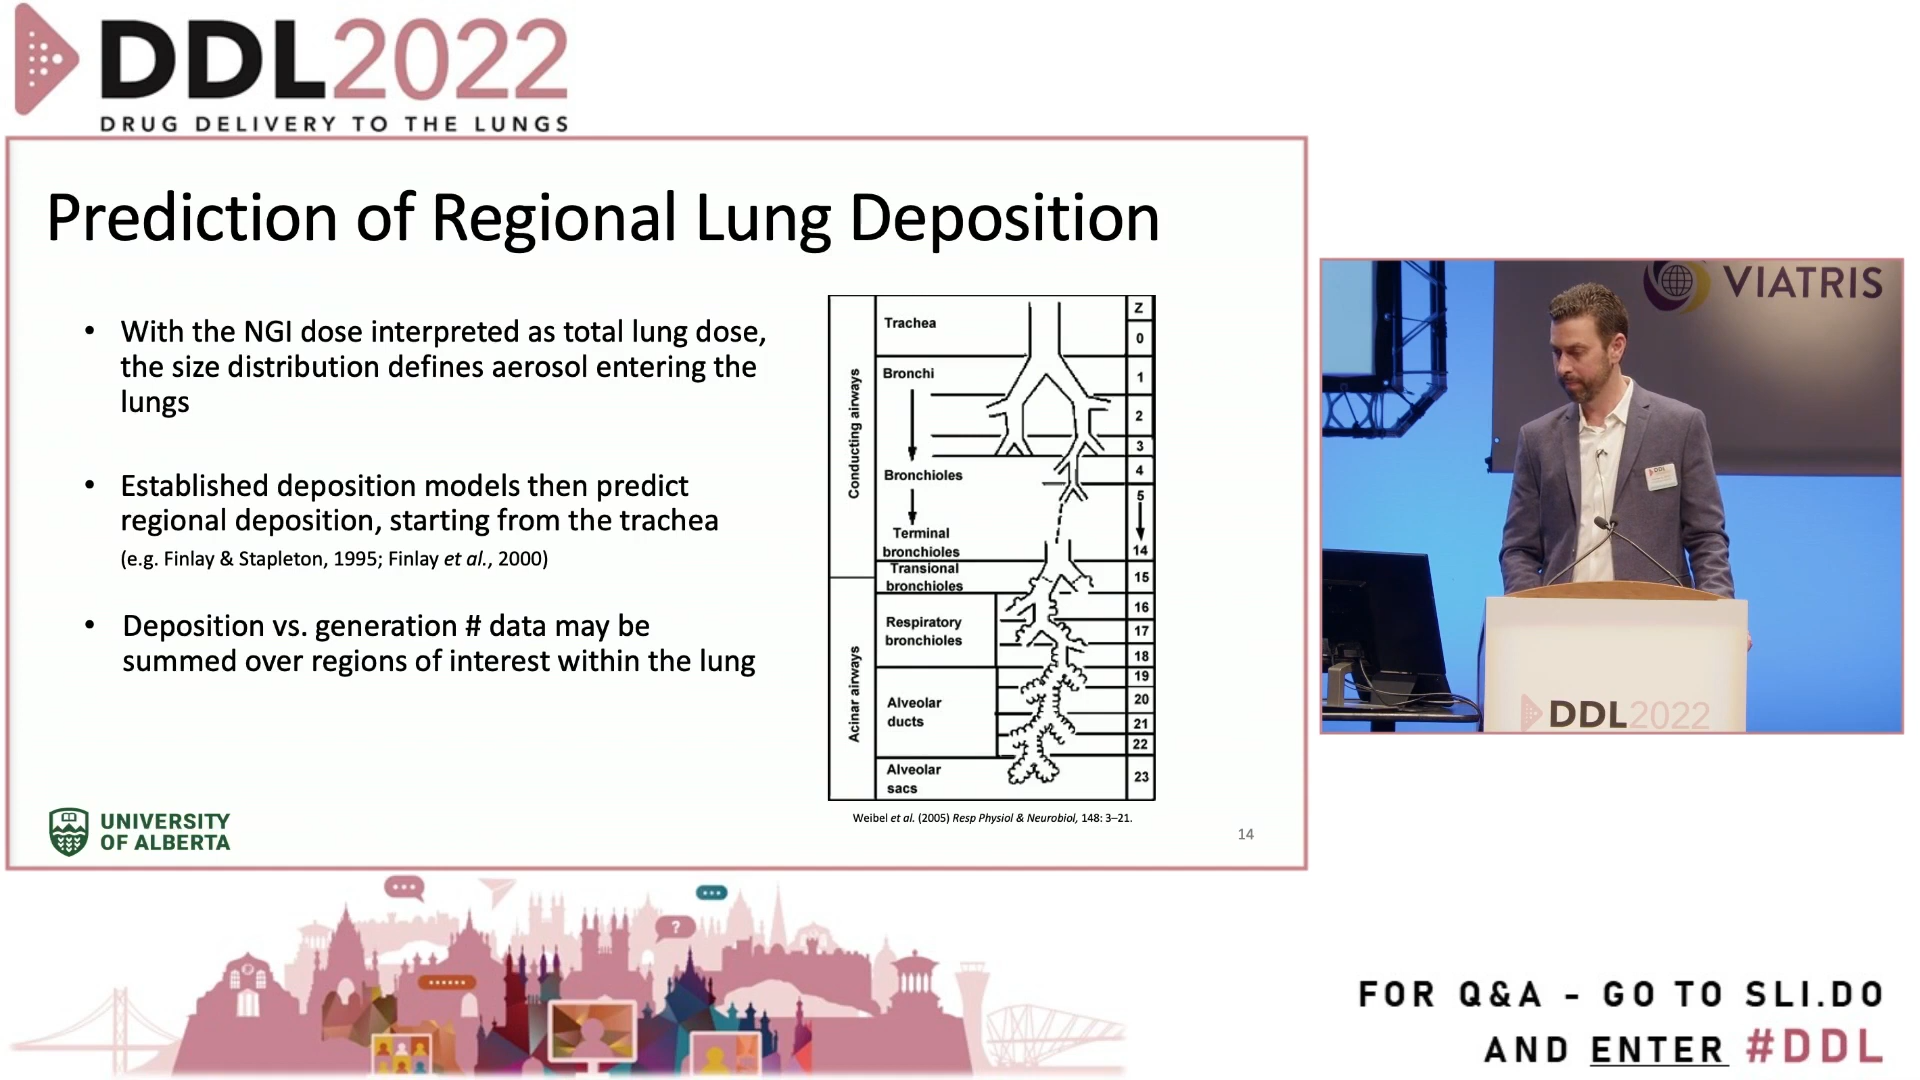 DDL2022
DRUG DELIVERY TO THE LUNGS
Prediction of Regional Lung Deposition
• With the NGI dose interpreted as total lung dose,
the size distribution defines aerosol entering the
lungs
• Established deposition models then predict
regional deposition, starting from the trachea
(e.g. Finlay & Stapleton, 1995; Finlay et al., 2000)
• Deposition vs. generation # data may be
summed over regions of interest within the lung
Conducting airways
Acinar airways
Trachea
Bronchi
Bronchioles
Terminal
bronchioles
Transional
bronchioles
Respiratory
bronchioles
Alveolar
ducts
Alveolar
sacs
Z
0
1
2
3
4
5
14
15
16
17
18
19
20
21
22
23
Weibel et al. (2005) Resp Physiol & Neurobiol, 148: 3–21.
UNIVERSITY
OF ALBERTA
14
VIATRIS
DDL
DDL2022
?
FOR Q&A - GO TO SLI.DO
AND ENTER #DDL